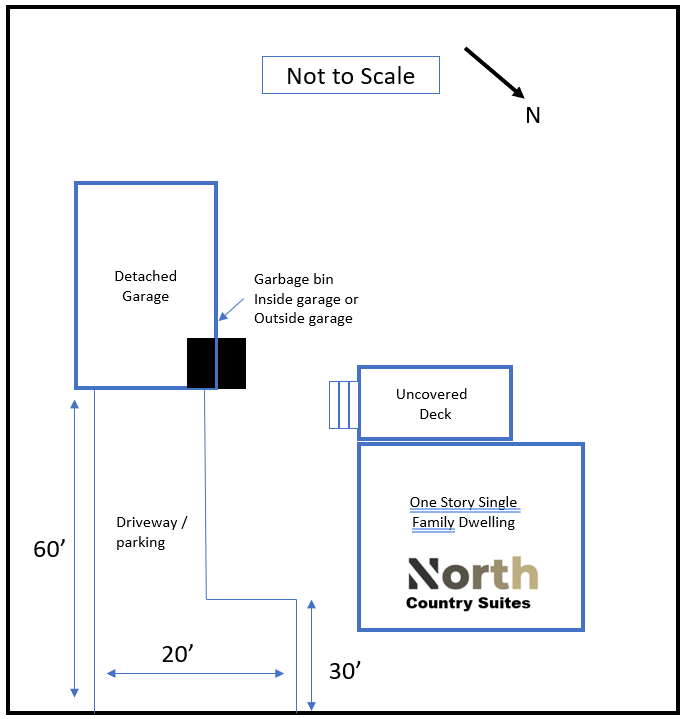 Not to Scale
N
Detached
Garage
Garbage bin
Inside garage or
Outside garage
Uncovered
Deck
One Story Single
Family Dwelling
North
Country Suites
Driveway /
parking
60’
20’
30’